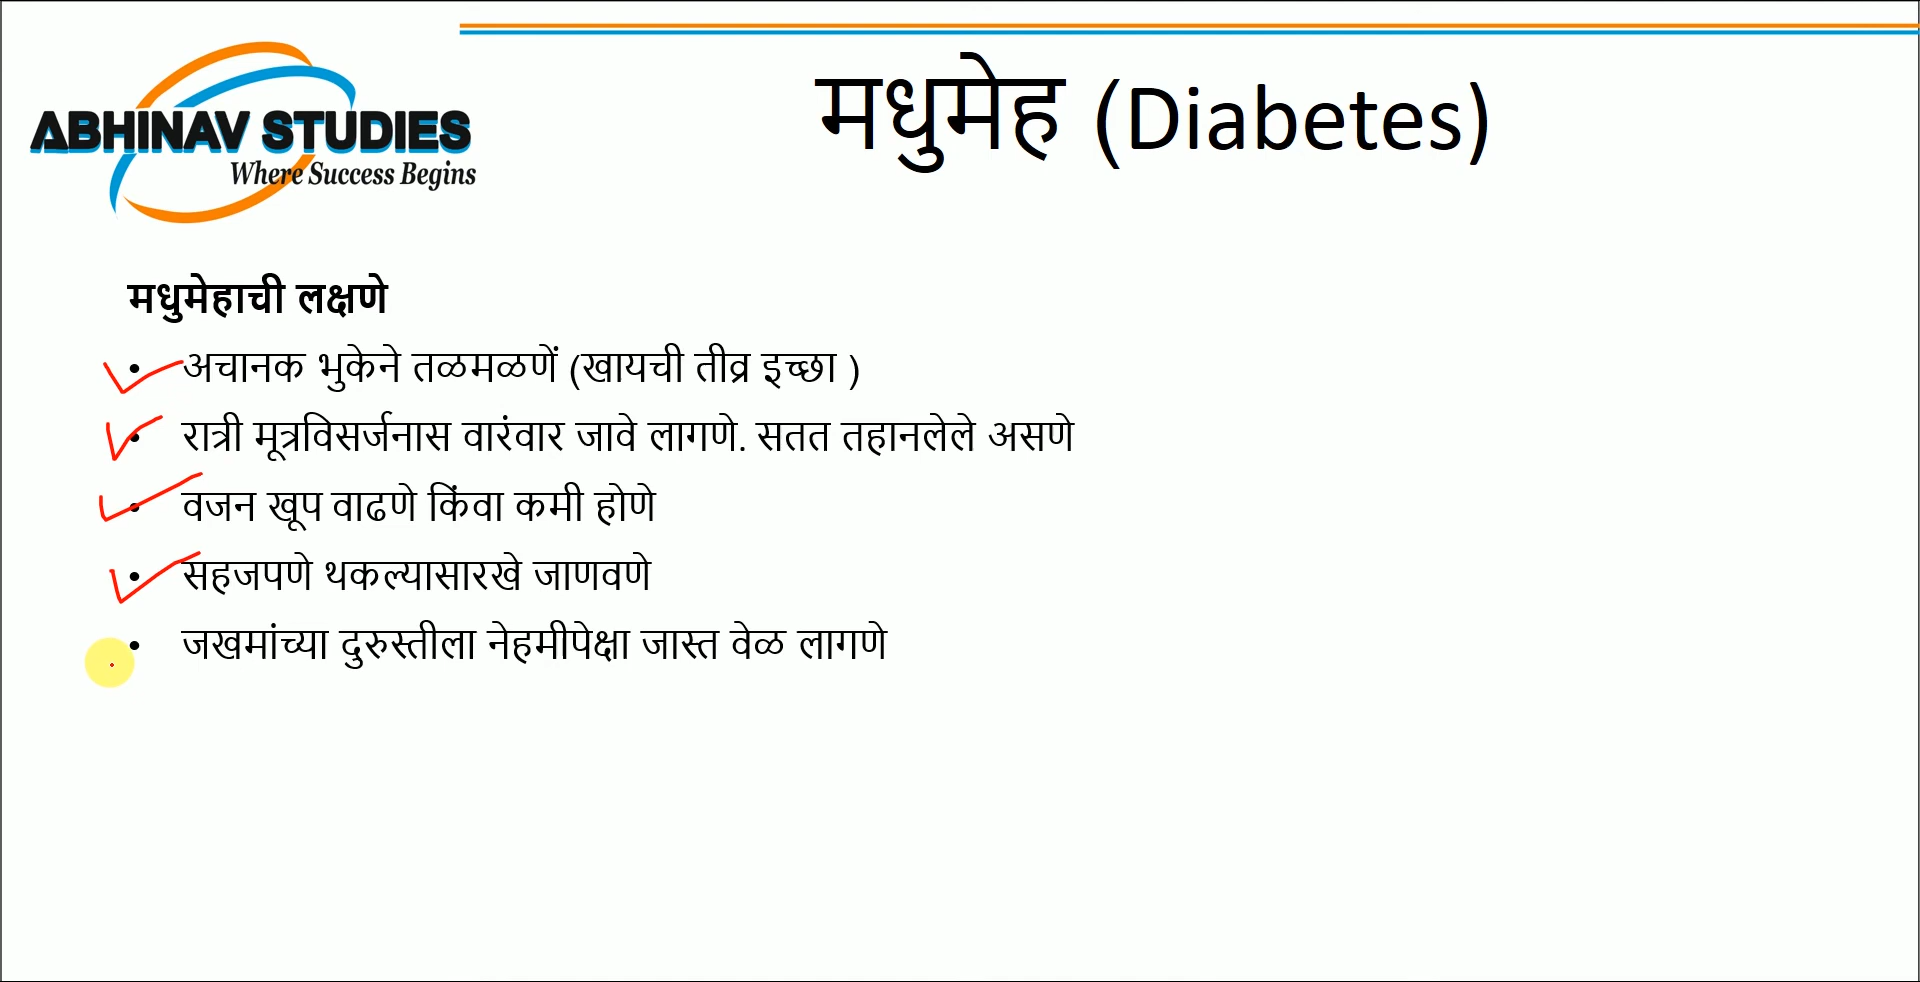 ABHINAV STUDIES
Where Success Begins
मधुमेह (Diabetes)
मधुमेहाची लक्षणे
• अचानक भुकेने तळमळणें (खायची तीव्र इच्छा )
• रात्री मूत्रविसर्जनास वारंवार जावे लागणे. सतत तहानलेले असणे
• वजन खूप वाढणे किंवा कमी होणे
• सहजपणे थकल्यासारखे जाणवणे
• जखमांच्या दुरुस्तीला नेहमीपेक्षा जास्त वेळ लागणे